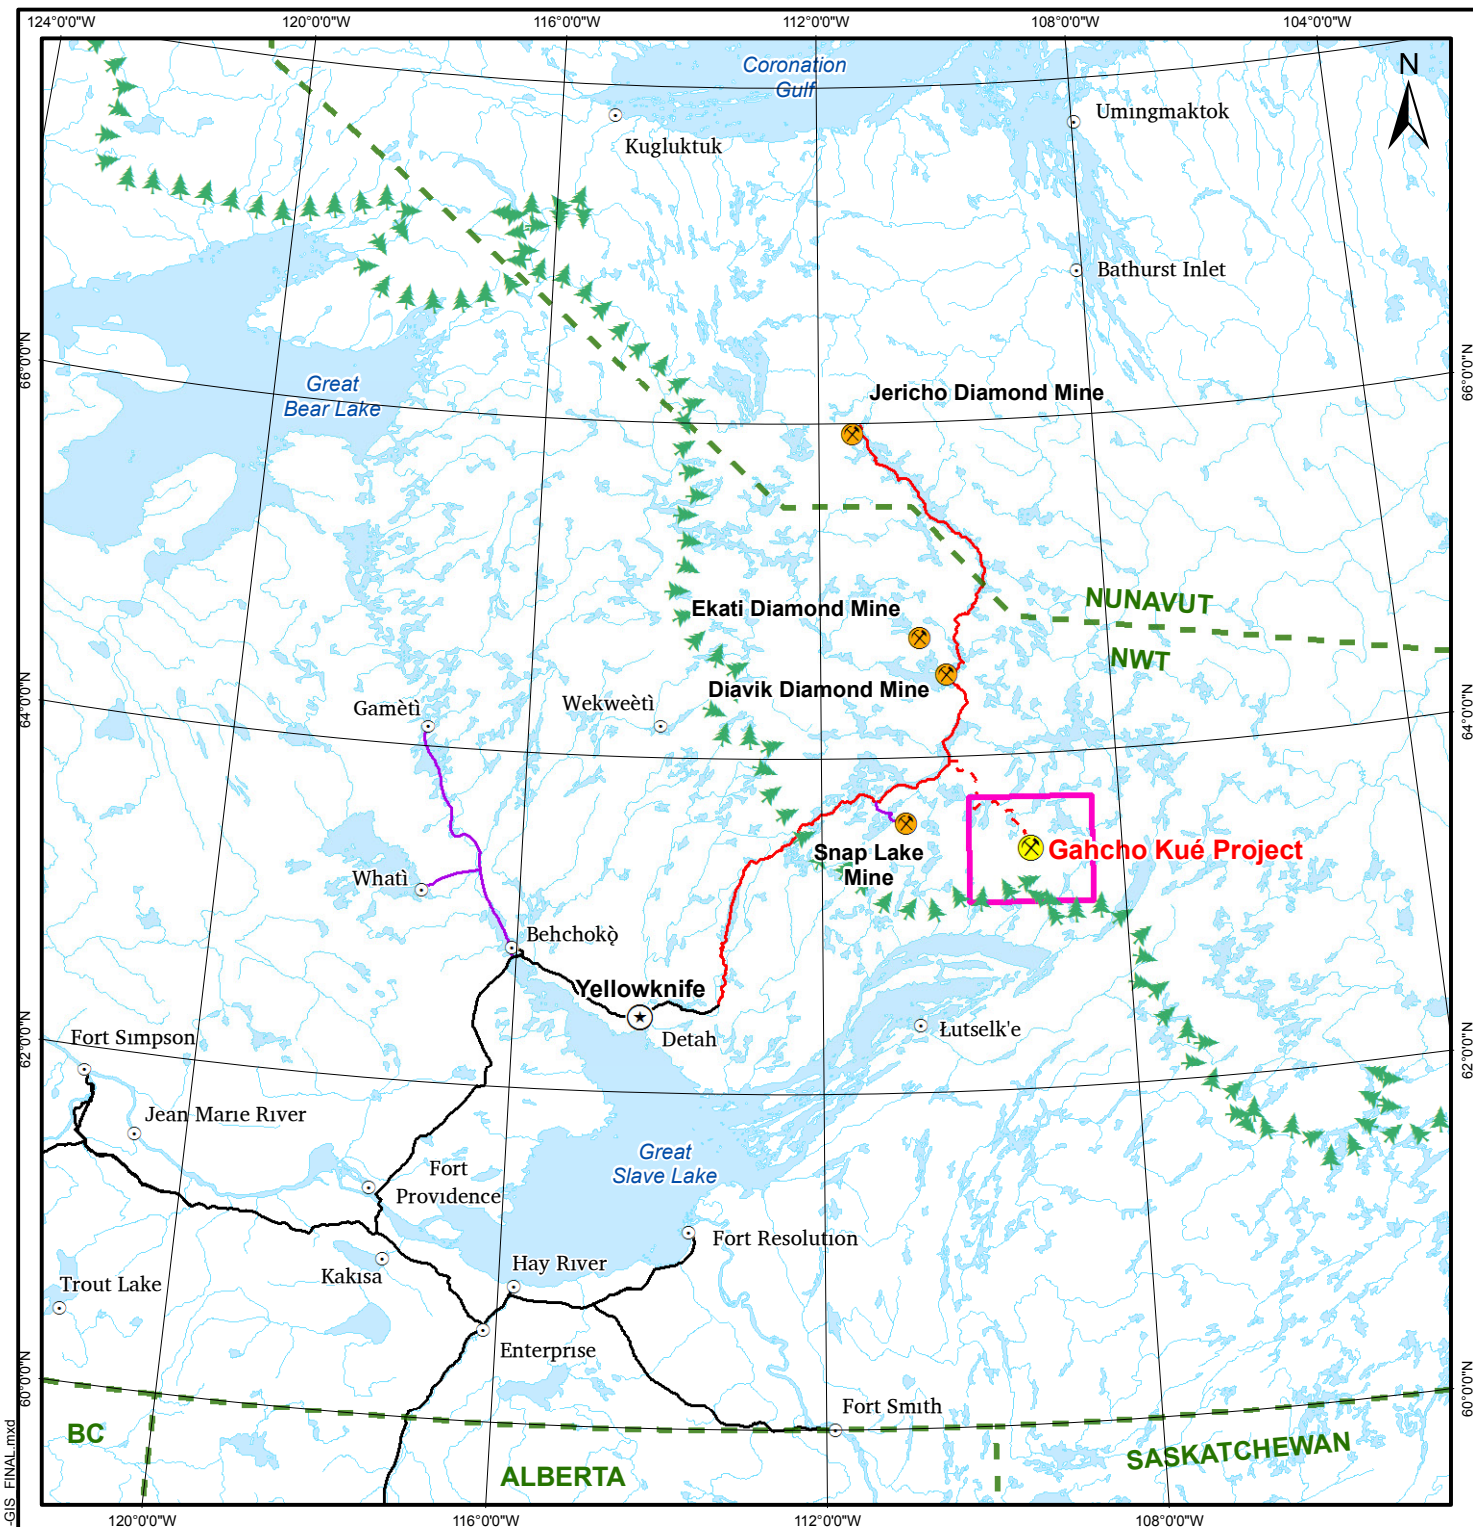 124°0'0"W
120°0'0"W
116°0'0"W
112°0'0"W
108°0'0"W
104°0'0"W
N
Coronation
Gulf
Umingmaktok
Kugluktuk
Bathurst Inlet
66°0'0"N
66°0'0"N
Great
Bear Lake
Jericho Diamond Mine
NUNAVUT
NWT
Ekati Diamond Mine
Diavik Diamond Mine
64°0'0"N
64°0'0"N
Gamètì
Wekweètì
Snap Lake
Mine
Gahcho Kué Project
Whatì
Behchokǫ̀
Yellowknife
Detah
Łutselk'e
62°0'0"N
62°0'0"N
Fort Simpson
Jean Marie River
Great
Slave Lake
Fort
Providence
Fort Resolution
Hay River
Kakisa
Trout Lake
Enterprise
60°0'0"N
60°0'0"N
Fort Smith
BC
ALBERTA
SASKATCHEWAN
-GIS_FINAL.mxd
120°0'0"W
116°0'0"W
112°0'0"W
108°0'0"W